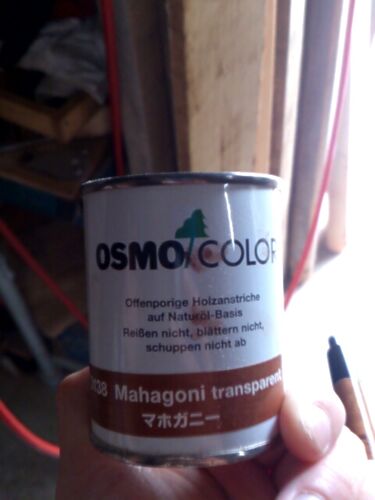 OSMO COLOR
Offenporige Holzanstriche
auf Naturöl-Basis
Reißen nicht, blättern nicht,
schuppen nicht ab
Mahagoni transparent
マホガニー